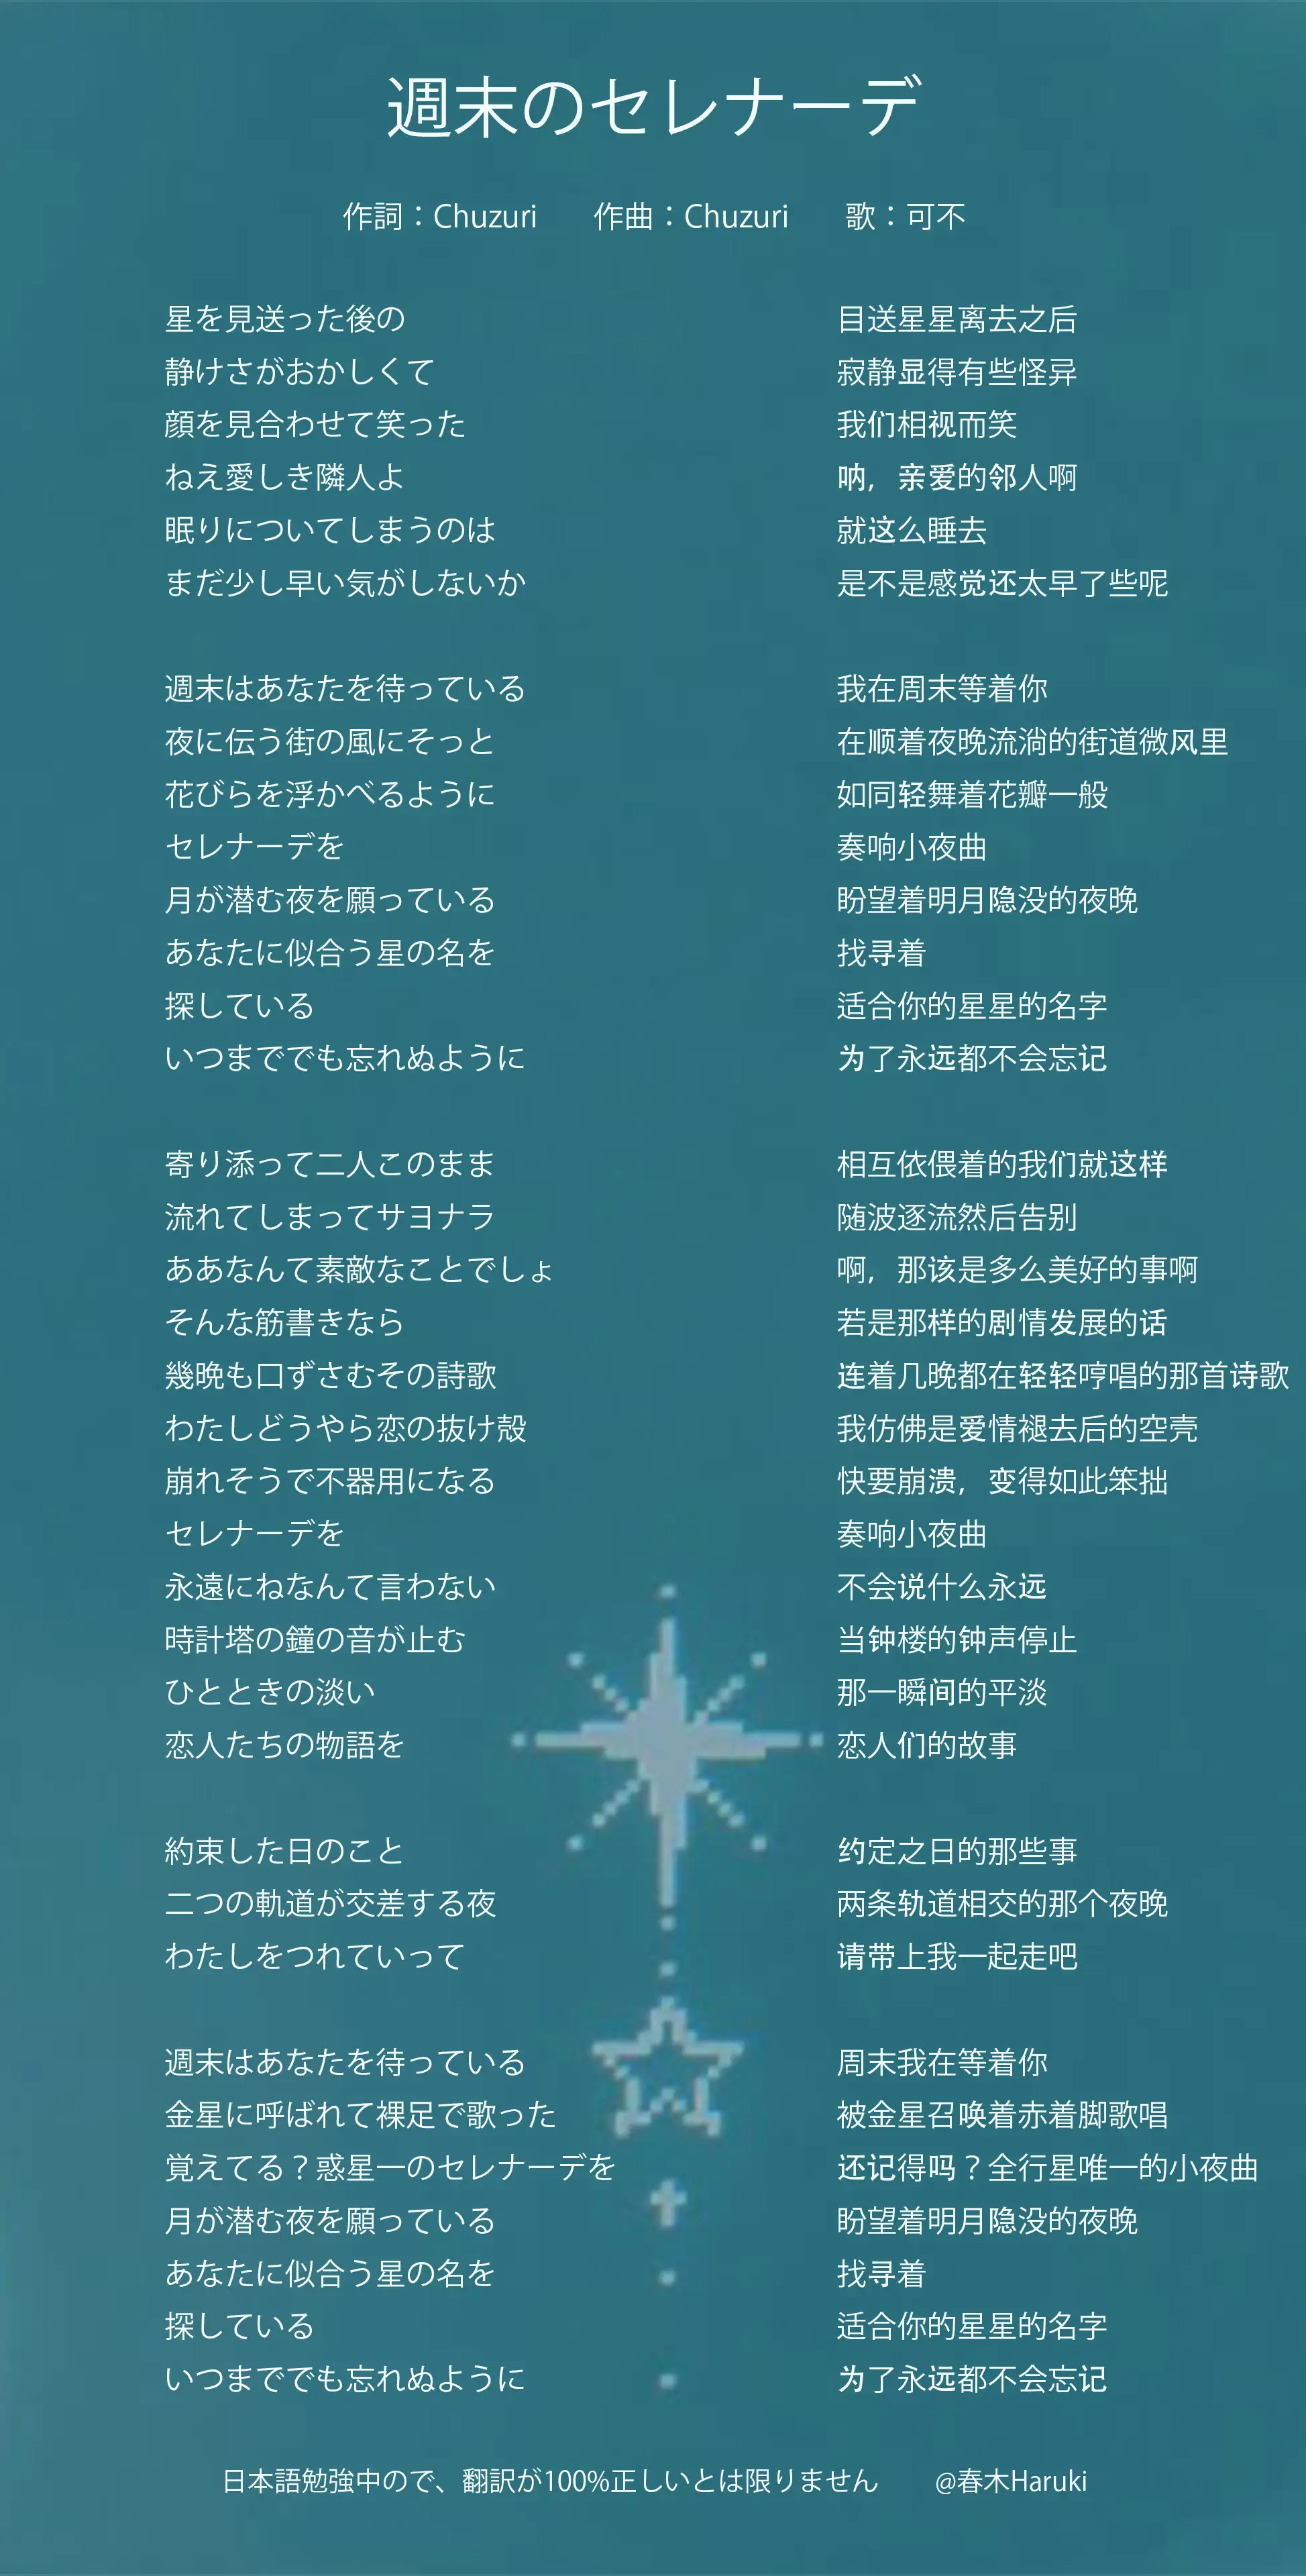 週末のセレナーデ
作詞：Chuzuri 作曲：Chuzuri 歌：可不
星を見送った後の 目送星星离去之后
静けさがおかしくて 寂静显得有些怪异
顔を見合わせて笑った 我们相视而笑
ねえ愛しき隣人よ 呐，亲爱的邻人啊
眠りについてしまうのは 就这么睡去
まだ少し早い気がしないか 是不是感觉还太早了些呢
週末はあなたを待っている 我在周末等着你
夜に伝う街の風にそっと 在顺着夜晚流淌的街道微风里
花びらを浮かべるように 如同轻舞着花瓣一般
セレナーデを 奏响小夜曲
月が潜む夜を願っている 盼望着明月隐没的夜晚
あなたに似合う星の名を 找寻着
探している 适合你的星星的名字
いつまででも忘れぬように 为了永远都不会忘记
寄り添って二人このまま 相互依偎着的我们就这样
流れてしまってサヨナラ 随波逐流然后告别
ああなんて素敵なことでしょ 啊，那该是多么美好的事啊
そんな筋書きなら 若是那样的剧情发展的话
幾晩も口ずさむその詩歌 连着几晚都在轻轻哼唱的那首诗歌
わたしどうやら恋の抜け殻 我仿佛是爱情褪去后的空壳
崩れそうで不器用になる 快要崩溃，变得如此笨拙
セレナーデを 奏响小夜曲
永遠にねなんて言わない 不会说什么永远
時計塔の鐘の音が止む 当钟楼的钟声停止
ひとときの淡い 那一瞬间的平淡
恋人たちの物語を 恋人们的故事
約束した日のこと 约定之日的那些事
二つの軌道が交差する夜 两条轨道相交的那个夜晚
わたしをつれていって 请带上我一起走吧
週末はあなたを待っている 周末我在等着你
金星に呼ばれて裸足で歌った 被金星召唤着赤着脚歌唱
覚えてる？惑星一のセレナーデを 还记得吗？全行星唯一的小夜曲
月が潜む夜を願っている 盼望着明月隐没的夜晚
あなたに似合う星の名を 找寻着
探している 适合你的星星的名字
いつまででも忘れぬように 为了永远都不会忘记
日本語勉強中ので、翻訳が100%正しいとは限りません @春木Haruki